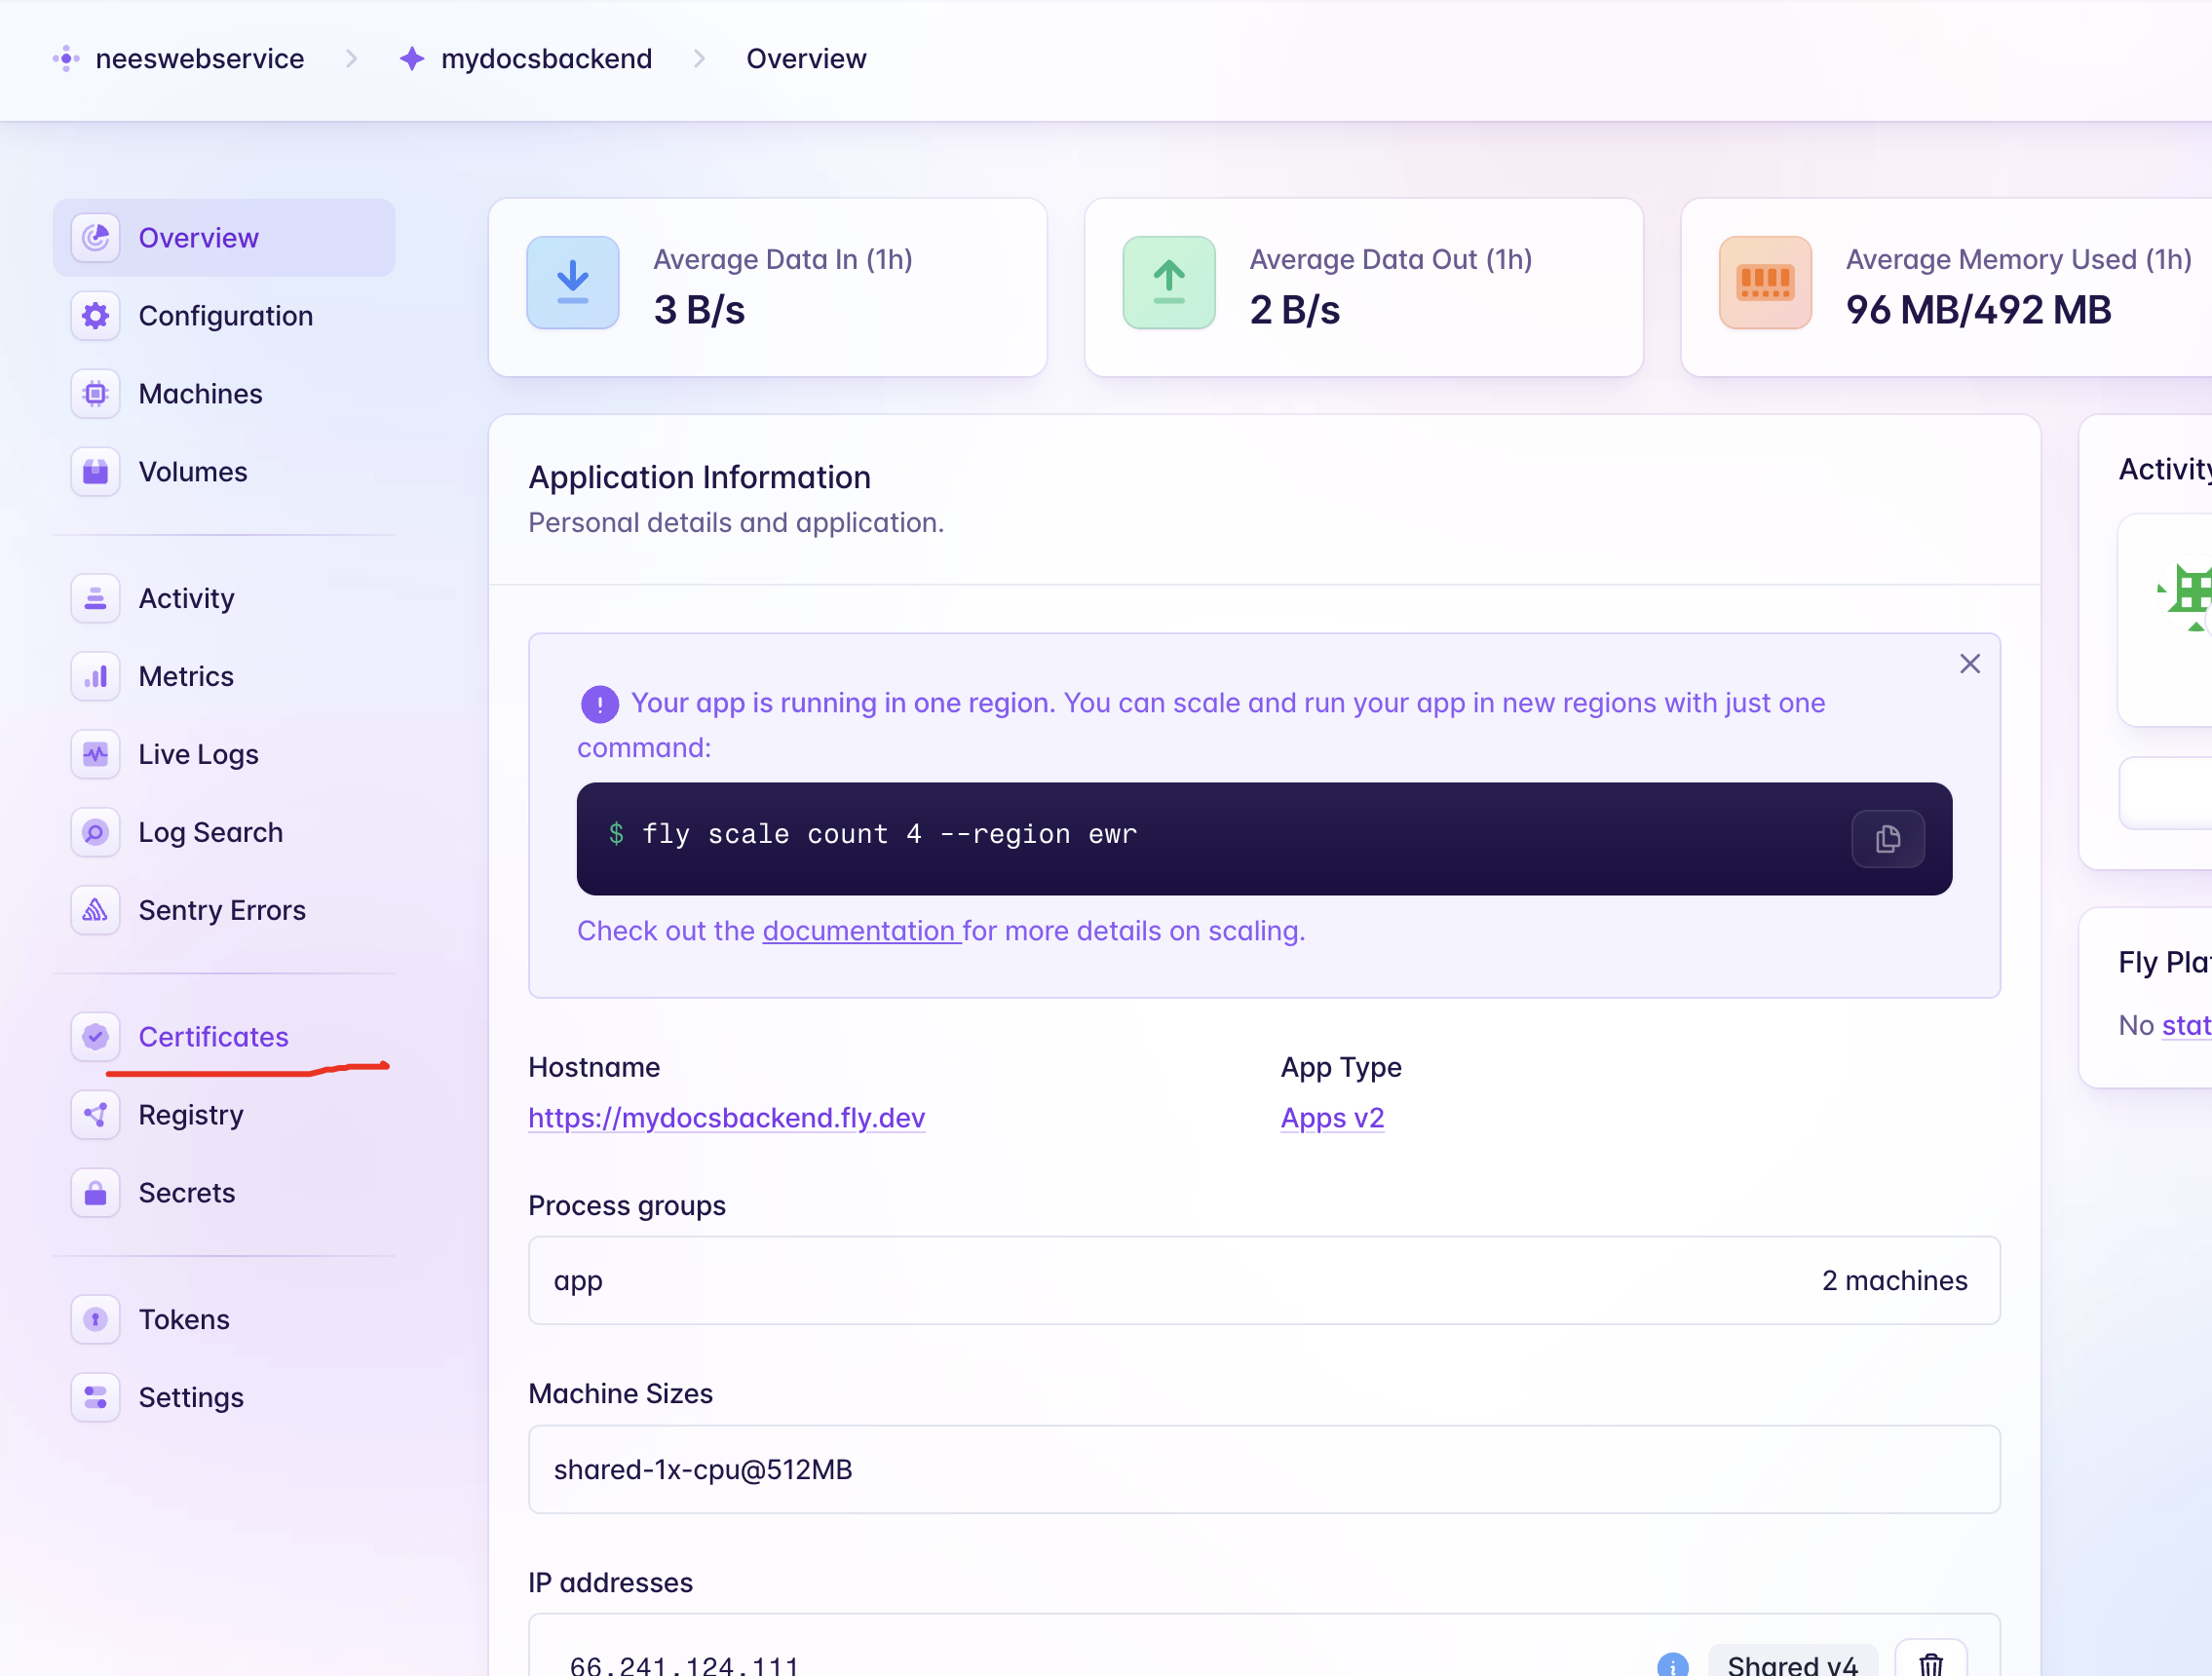 neeswebservice
mydocsbackend
Overview
Overview
Configuration
Machines
Volumes
Activity
Metrics
Live Logs
Log Search
Sentry Errors
Certificates
Registry
Secrets
Tokens
Settings
Average Data In (1h)
3 B/s
Average Data Out (1h)
2 B/s
Average Memory Used (1h)
96 MB/492 MB
Application Information
Personal details and application.
Your app is running in one region. You can scale and run your app in new regions with just one
command:
$ fly scale count 4 --region ewr
Check out the documentation for more details on scaling.
Hostname
https://mydocsbackend.fly.dev
App Type
Apps v2
Process groups
app
2 machines
Machine Sizes
shared-1x-cpu@512MB
IP addresses
66.241.124.111
Shared v4
Activity
Fly Pla
No stat